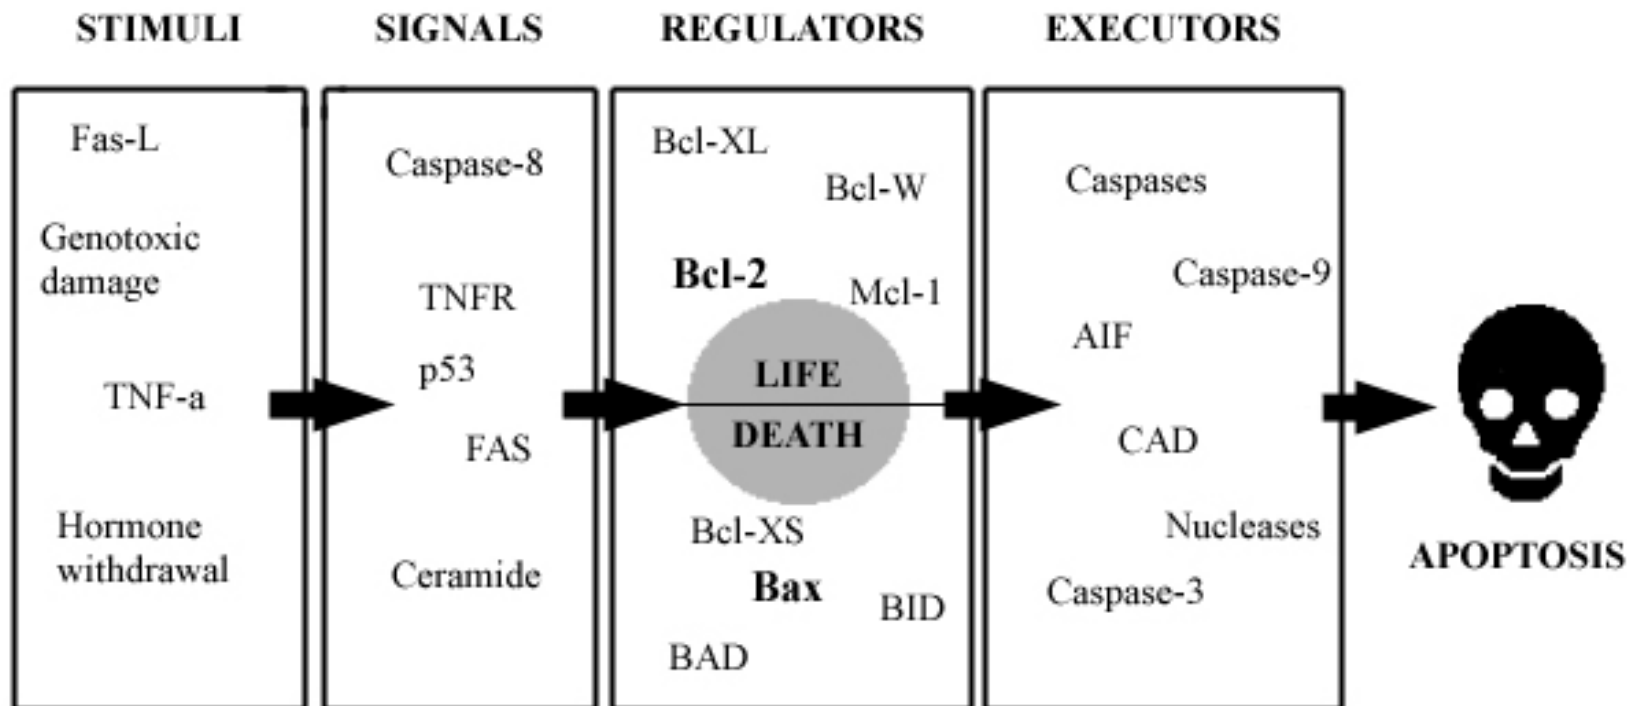 STIMULI
SIGNALS
REGULATORS
EXECUTORS
Fas-L
Genotoxic
damage
TNF-a
Hormone
withdrawal
Caspase-8
TNFR
p53
FAS
Ceramide
Bcl-XL
Bcl-W
Bcl-2
Mcl-1
LIFE
DEATH
Bcl-XS
Bax
BID
BAD
Caspases
Caspase-9
AIF
CAD
Nucleases
Caspase-3
APOPTOSIS